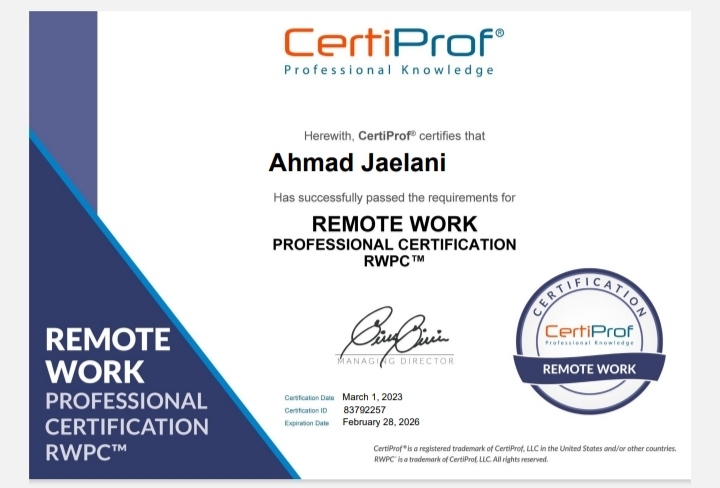 CertiProf®
Professional Knowledge
Herewith, CertiProf® certifies that
Ahmad Jaelani
Has successfully passed the requirements for
REMOTE WORK
PROFESSIONAL CERTIFICATION
RWPC™
MANAGING DIRECTOR
Certification Date March 1, 2023
Certification ID 83792257
Expiration Date February 28, 2026
REMOTE
WORK
PROFESSIONAL
CERTIFICATION
RWPC™
CERTIFICATION
CertiProf
Professional Knowledge
REMOTE WORK
CertiProf® is a registered trademark of CertiProf, LLC in the United States and/or other countries.
RWPC™ is a trademark of CertiProf, LLC. All rights reserved.